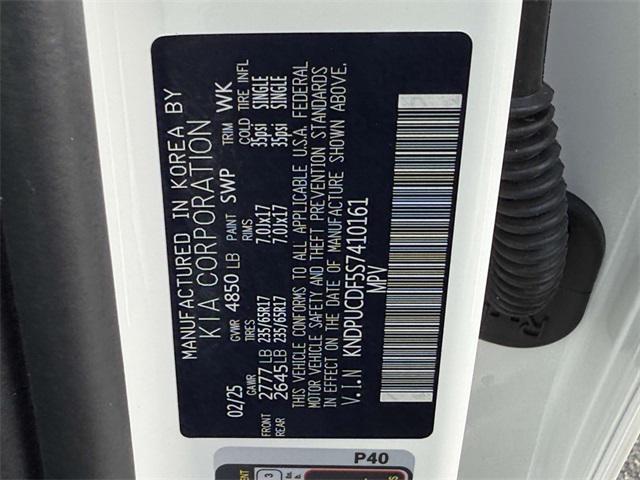 MANUFACTURED IN KOREA BY
KIA CORPORATION
02/25 GVWR 4850 LB PAINT SWP TRIM WK
GAWR TIRES RIMS COLD TIRE INFL
FRONT 2777 LB 235/65R17 7.0Jx17 35psi SINGLE
REAR 2645 LB 235/65R17 7.0Jx17 35psi SINGLE
THIS VEHICLE CONFORMS TO ALL APPLICABLE U.S.A. FEDERAL
MOTOR VEHICLE SAFETY AND THEFT PREVENTION STANDARDS
IN EFFECT ON THE DATE OF MANUFACTURE SHOWN ABOVE.
V.I.N KNDPUCDF5S7410161
MPV
P40
3